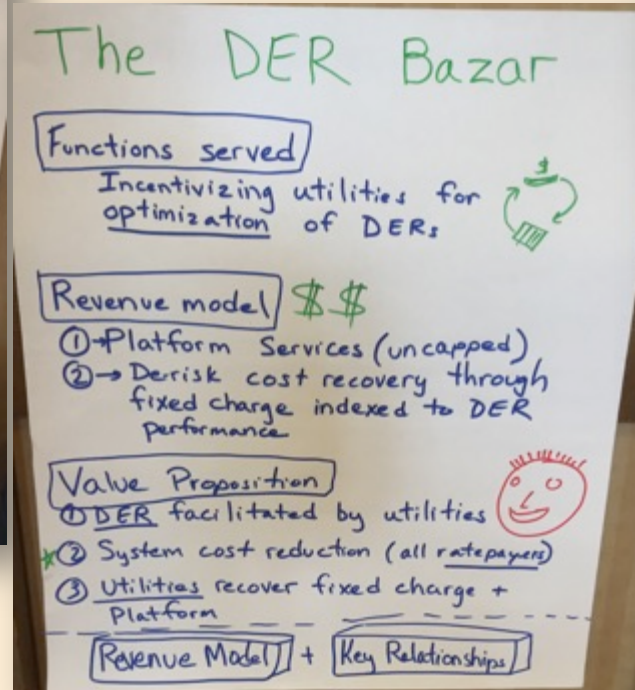 The DER Bazar
Functions served
Incentivizing utilities for
optimization of DERs
$
Revenue model $$
①→Platform Services (uncapped)
②→ Derisk cost recovery through
fixed charge indexed to DER
performance
Value Proposition
① DER facilitated by utilities
*② System cost reduction (all ratepayers)
③ Utilities recover fixed charge +
Platform
Revenue Model + Key Relationships